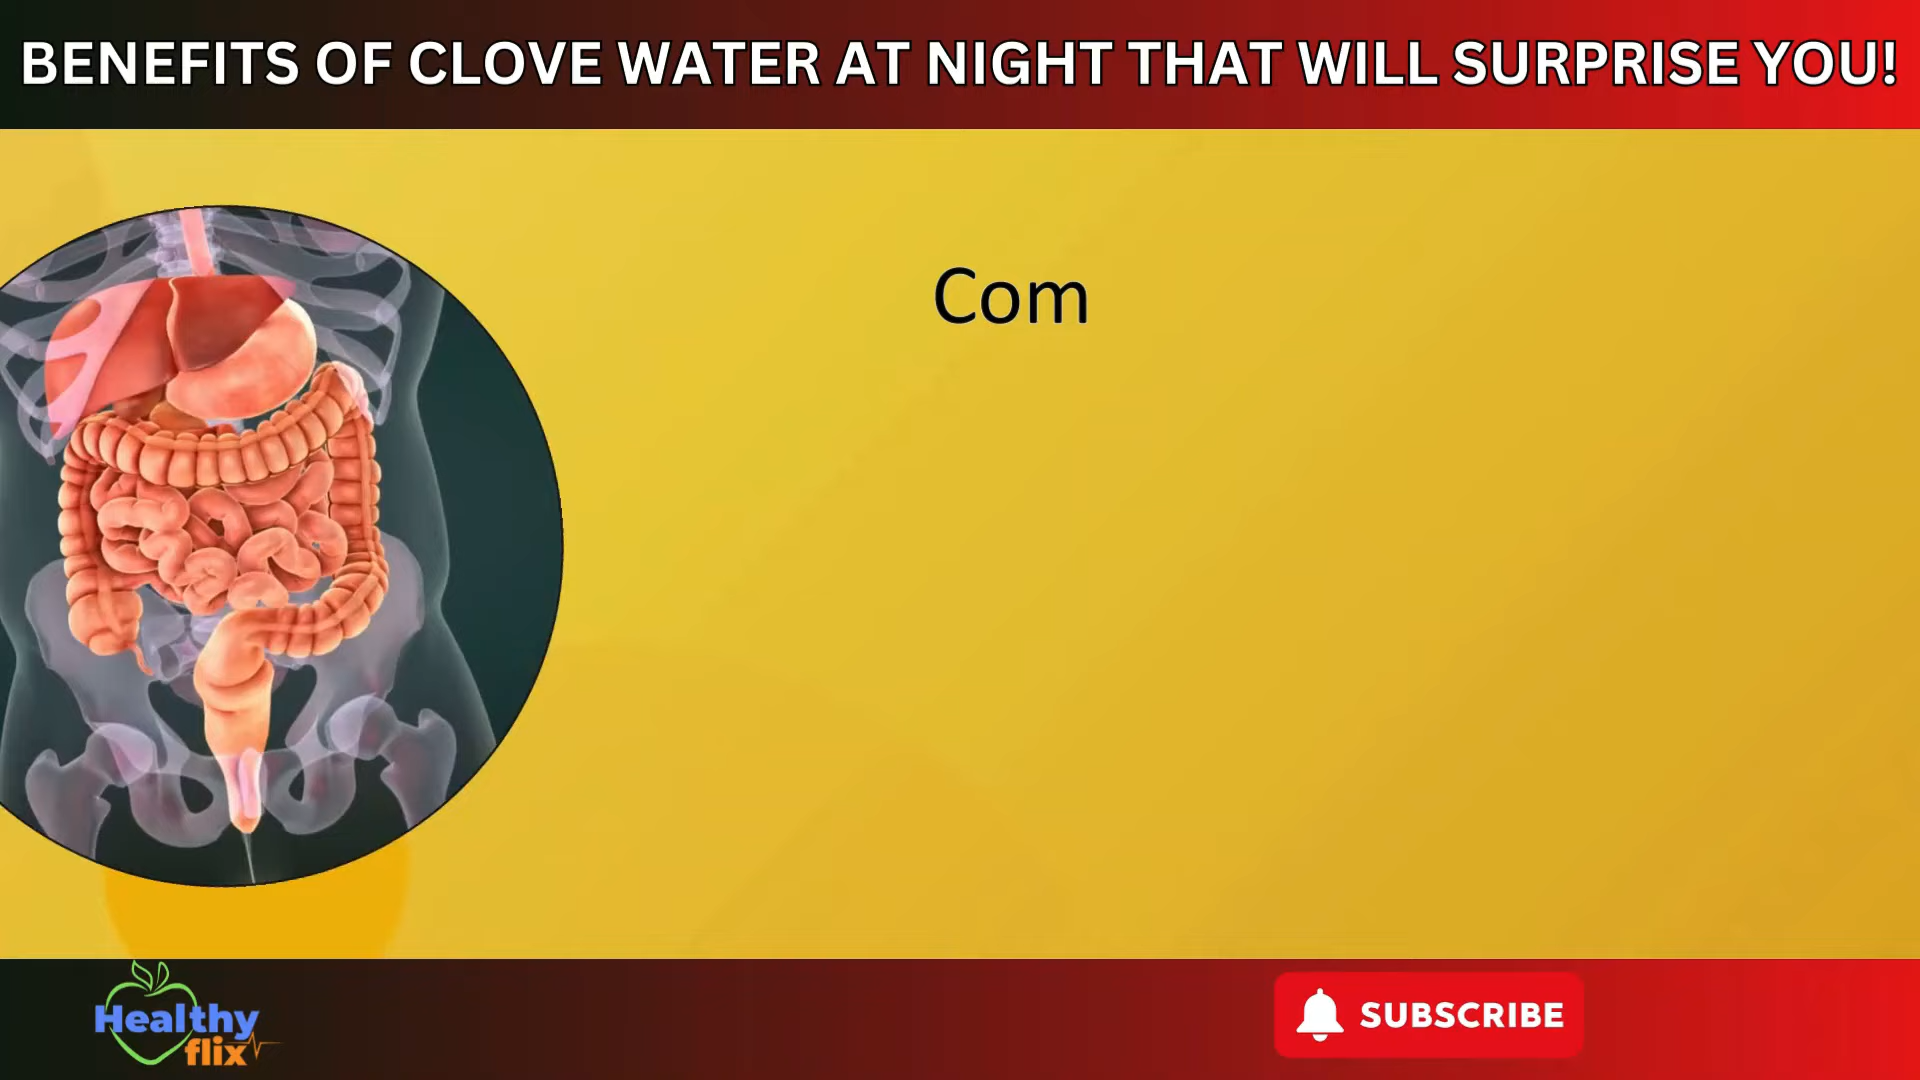 BENEFITS OF CLOVE WATER AT NIGHT THAT WILL SURPRISE YOU!
Com
Healthy
flix
SUBSCRIBE